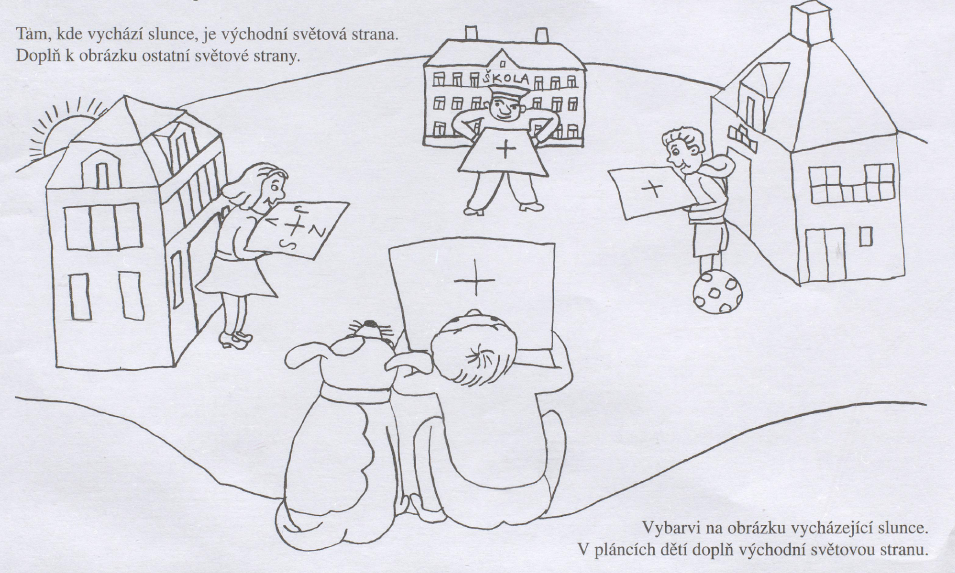 Tam, kde vychází slunce, je východní světová strana.
Doplň k obrázku ostatní světové strany.
ŠKOLA
J
V Z
S
Vybarvi na obrázku vycházející slunce.
V pláncích dětí doplň východní světovou stranu.